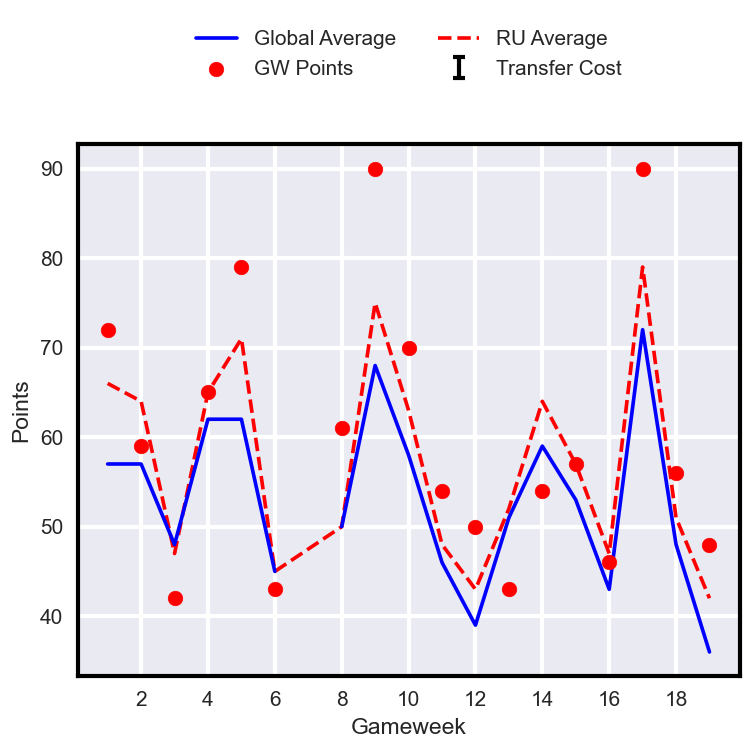 Global Average
RU Average
GW Points
Transfer Cost
90
80
70
60
50
40
Points
2 4 6 8 10 12 14 16 18
Gameweek